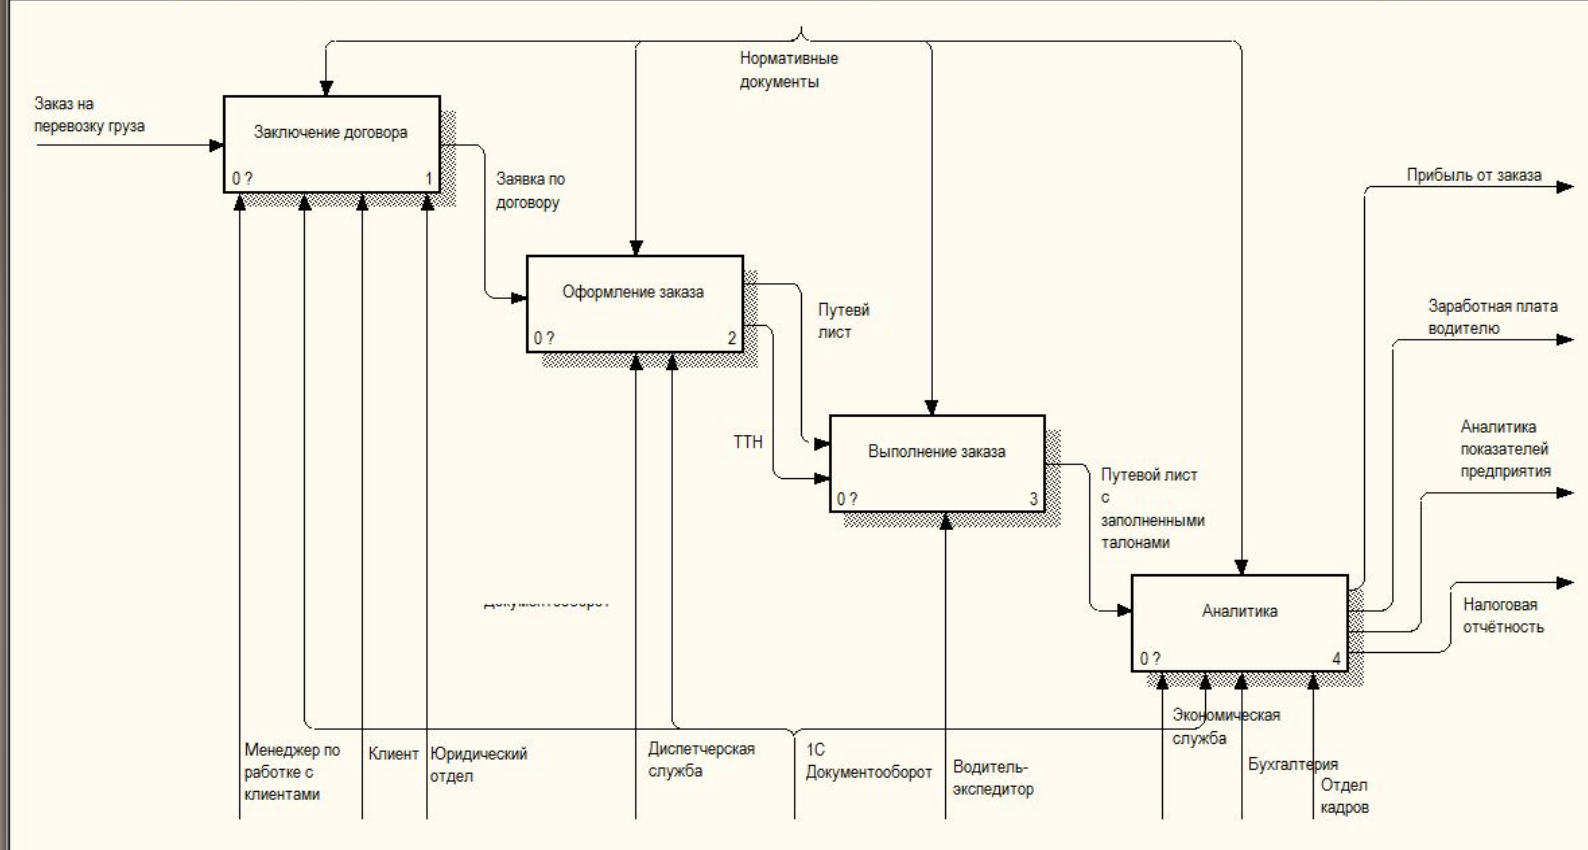 Нормативные
документы
Заказ на
перевозку груза
Заключение договора
0 ?
1
Заявка по
договору
Прибыль от заказа
Оформление заказа
0 ?
2
Путевй
лист
Заработная плата
водителю
ТТН
Выполнение заказа
0 ?
3
Аналитика
показателей
предприятия
Путевой лист
с
заполненными
талонами
Аналитика
0 ?
4
Налоговая
отчётность
Документооборот
Менеджер по
работе с
клиентами
Клиент
Юридический
отдел
Диспетчерская
служба
1С
Документооборот
Водитель-
экспедитор
Экономическая
служба
Бухгалтерия
Отдел
кадров